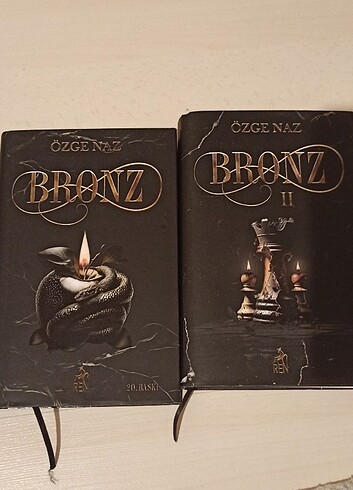 ÖZGE NAZ
BRONZ
REN
20. BASKI
ÖZGE NAZ
BRONZ
II
REN